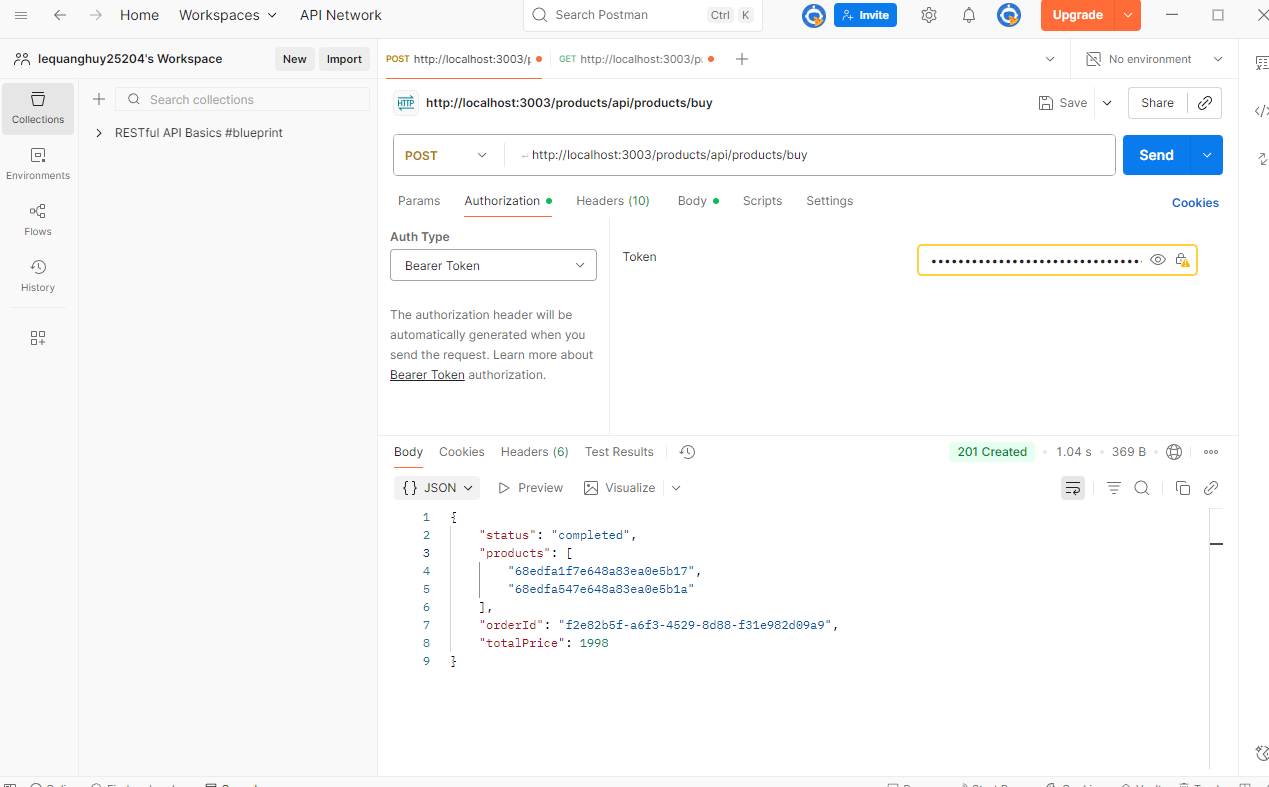 Home Workspaces API Network Search Postman Ctrl K Invite Upgrade
lequanghuy25204's Workspace New Import
POST http://localhost:3003/ GET http://localhost:3003/ No environment
Collections
Environments
Flows
History
Search collections
RESTful API Basics #blueprint
HTTP http://localhost:3003/products/api/products/buy Save Share
POST http://localhost:3003/products/api/products/buy Send
Params Authorization Headers (10) Body Scripts Settings Cookies
Auth Type
Bearer Token
Token
The authorization header will be
automatically generated when you
send the request. Learn more about
Bearer Token authorization.
Body Cookies Headers (6) Test Results 201 Created 1.04 s 369 B
{} JSON Preview Visualize
1 {
2 "status": "completed",
3 "products": [
4 "68edfa1f7e648a83ea0e5b17",
5 "68edfa547e648a83ea0e5b1a"
6 ],
7 "orderId": "f2e82b5f-a6f3-4529-8d88-f31e982d09a9",
8 "totalPrice": 1998
9 }